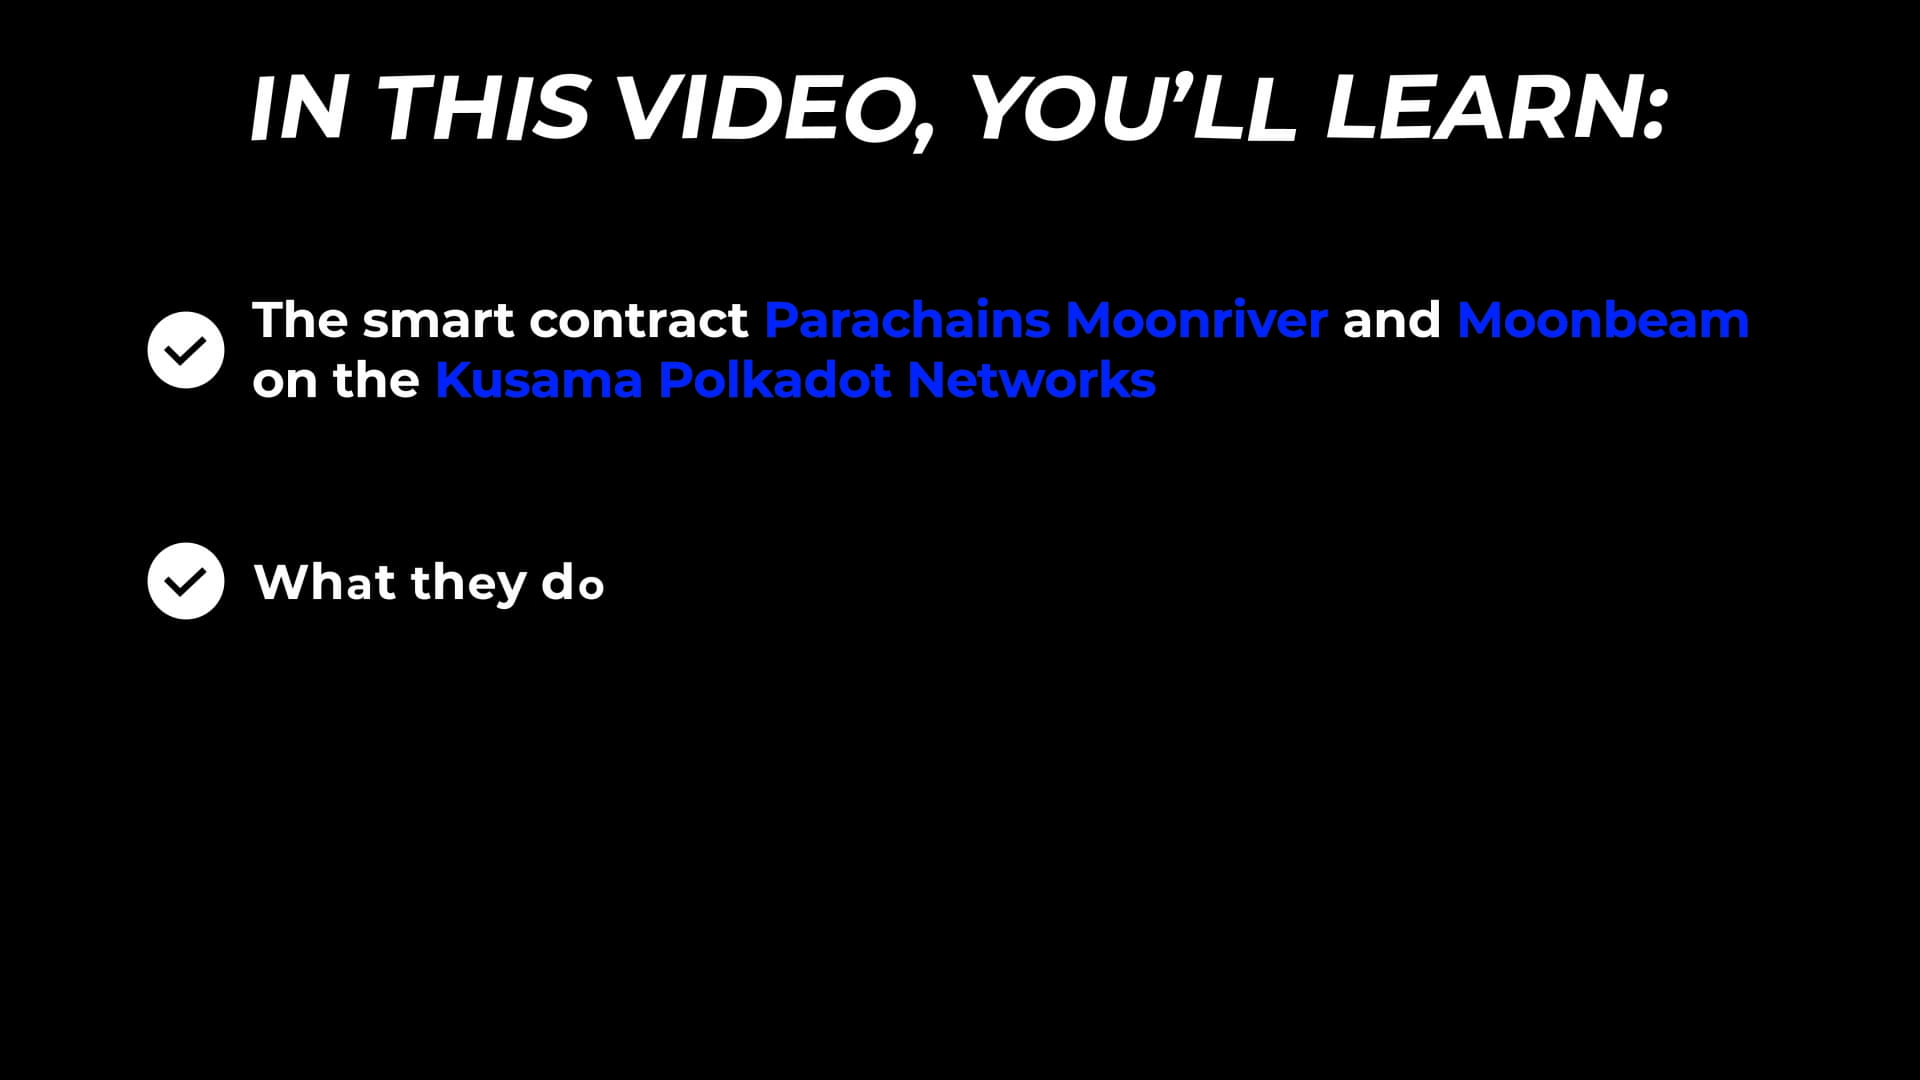 IN THIS VIDEO, YOU’LL LEARN:
The smart contract Parachains Moonriver and Moonbeam
on the Kusama Polkadot Networks
What they do